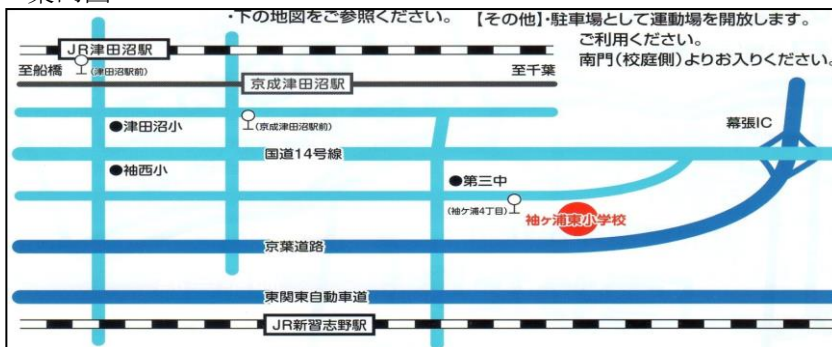 案内図
・下の地図をご参照ください。
【その他】・駐車場として運動場を開放します。
ご利用ください。
南門(校庭側)よりお入りください。
JR津田沼駅
至船橋
(津田沼駅前)
京成津田沼駅
至千葉
●津田沼小
(京成津田沼駅前)
幕張IC
国道14号線
●袖西小
●第三中
(袖ケ浦4丁目)
袖ヶ浦東小学校
京葉道路
東関東自動車道
JR新習志野駅